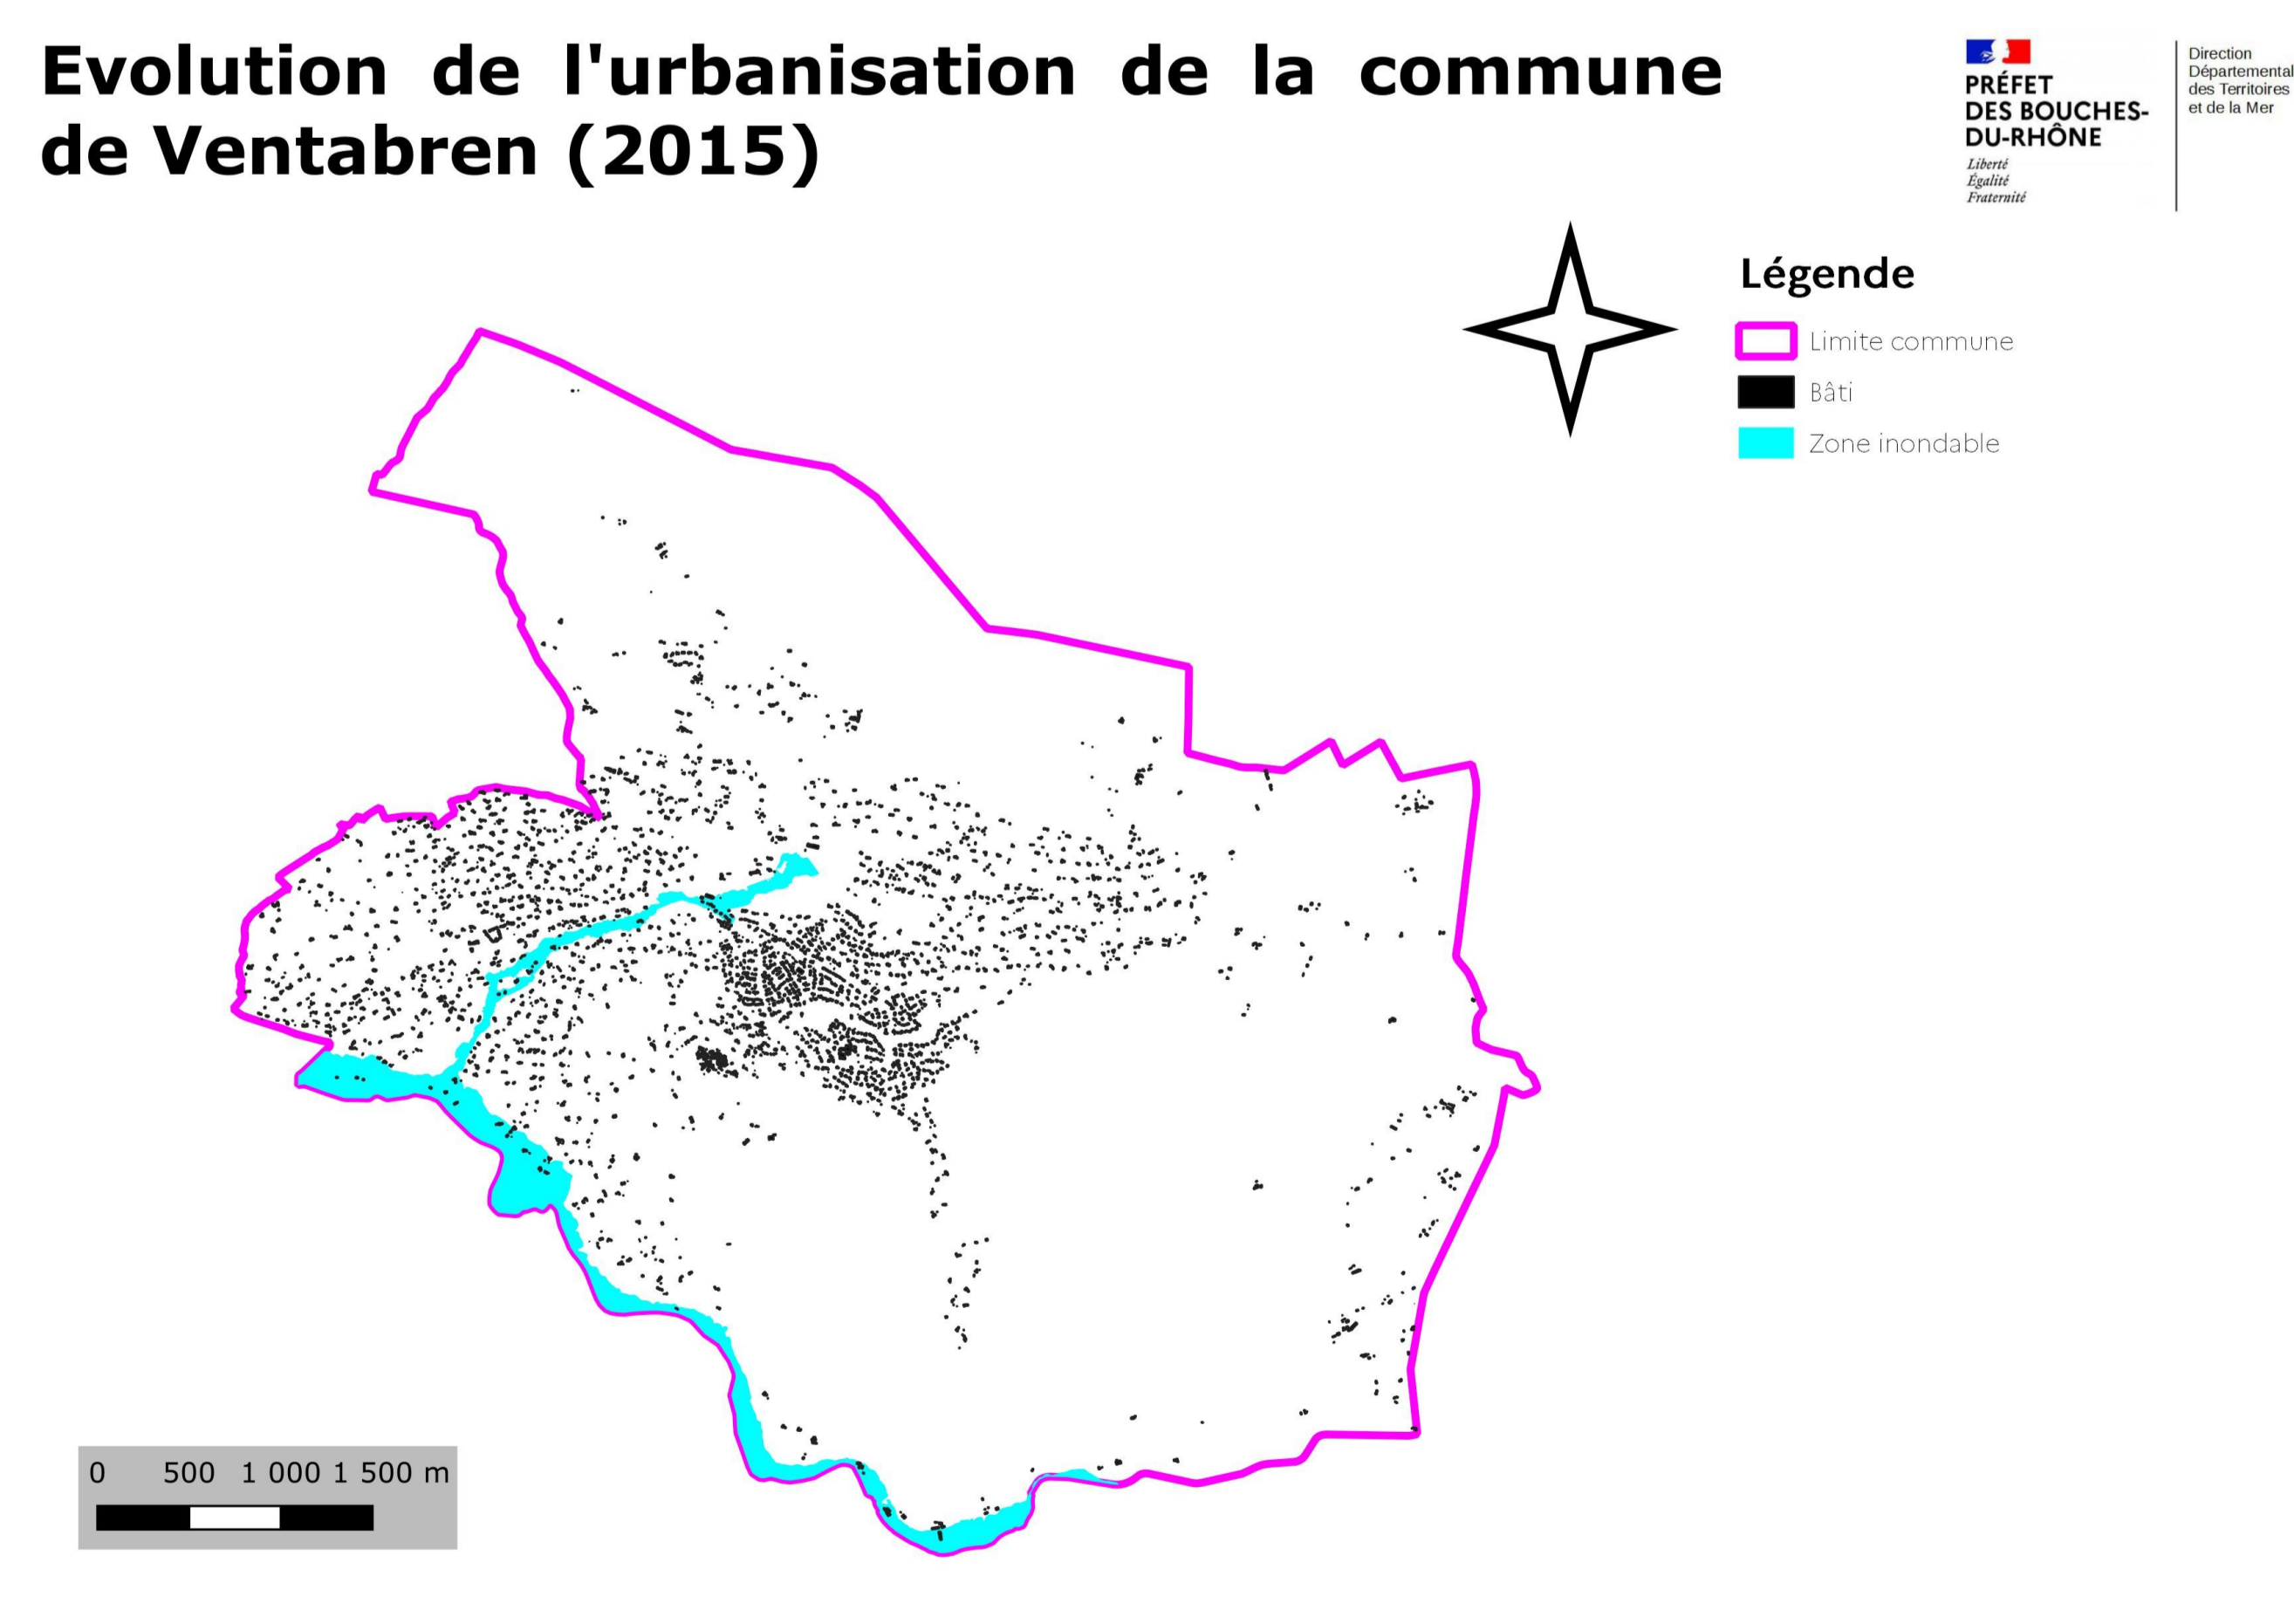 Evolution de l'urbanisation de la commune
de Ventabren (2015)
PRÉFET
DES BOUCHES-
DU-RHÔNE
Liberté
Égalité
Fraternité
Direction
Départemental
des Territoires
et de la Mer
Légende
Limite commune
Bâti
Zone inondable
0 500 1 000 1 500 m